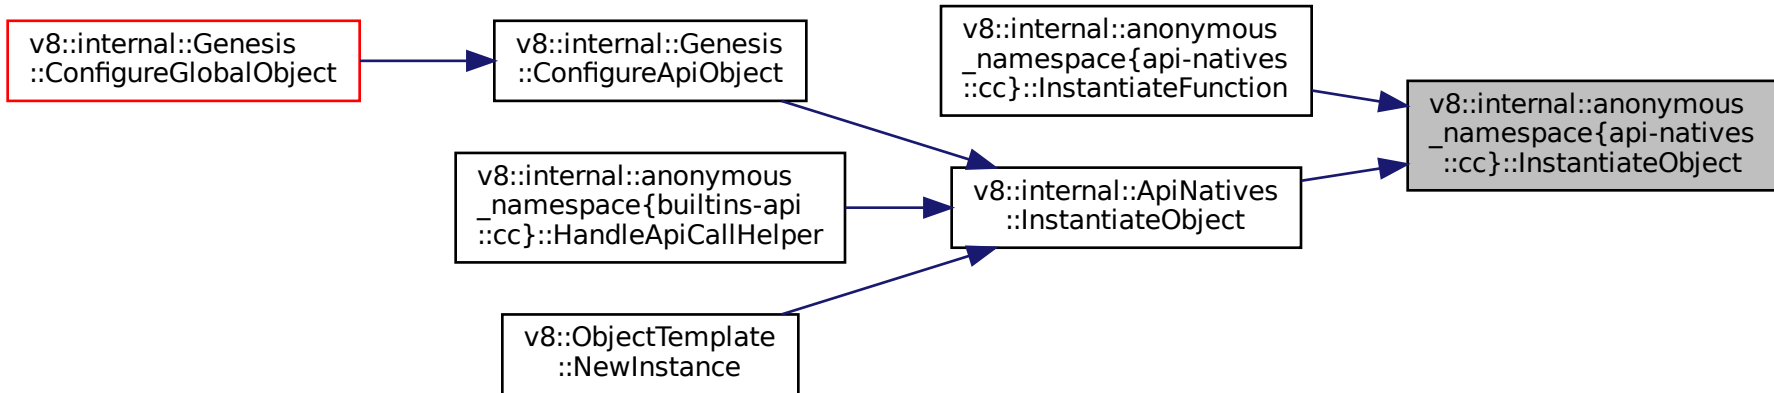 v8::internal::Genesis
::ConfigureGlobalObject
v8::internal::Genesis
::ConfigureApiObject
v8::internal::anonymous
_namespace{api-natives
::cc}::InstantiateFunction
v8::internal::anonymous
_namespace{api-natives
::cc}::InstantiateObject
v8::internal::anonymous
_namespace{builtins-api
::cc}::HandleApiCallHelper
v8::internal::ApiNatives
::InstantiateObject
v8::ObjectTemplate
::NewInstance